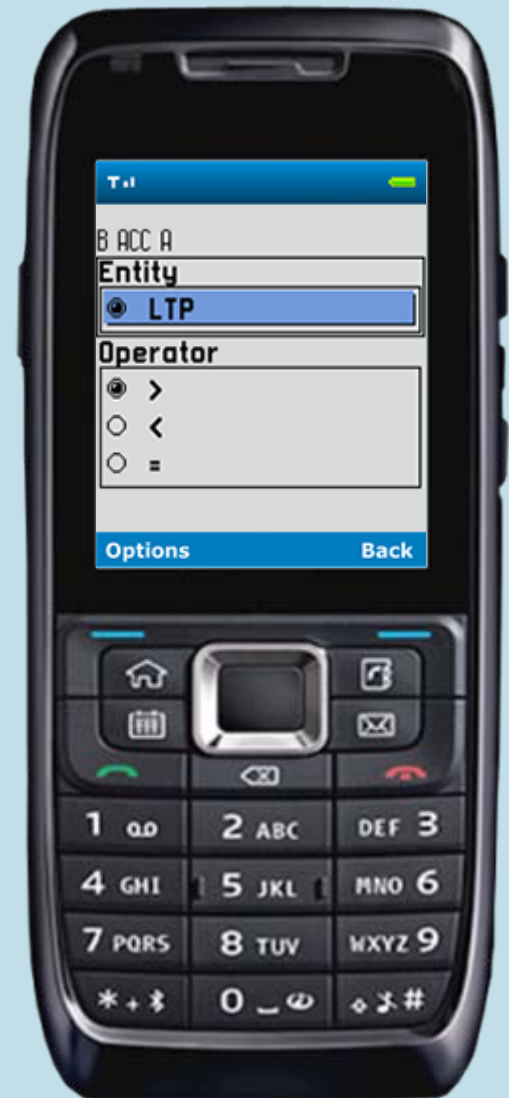 B ACC A
Entity
LTP
Operator
>
<
=
Options Back
1
2 ABC
DEF 3
4 GHI
5 JKL
MNO 6
7 PQRS
8 TUV
WXYZ 9
* +
0
#